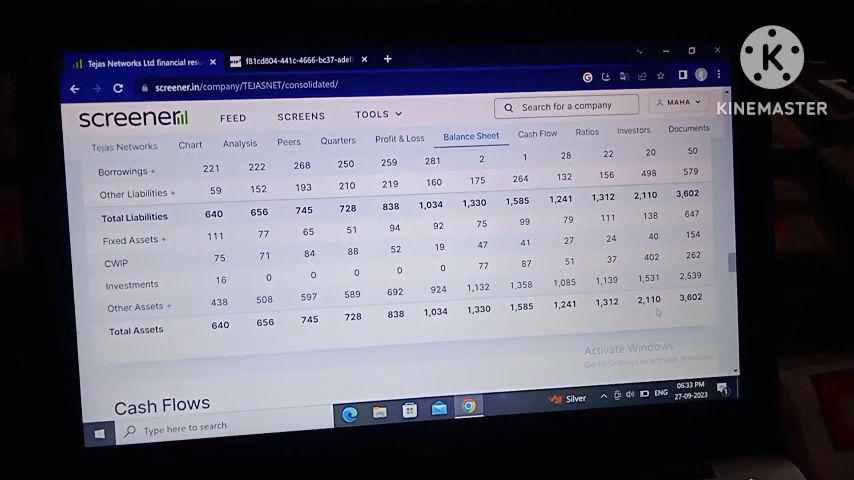 Tejas Networks Ltd financial resu
f81cd804-441c-4666-bc37-adef
screener.in/company/TEJASNET/consolidated/
KINEMASTER
screener
FEED
SCREENS
TOOLS
Search for a company
MAHA
Tejas Networks
Chart
Analysis
Peers
Quarters
Profit & Loss
Balance Sheet
Cash Flow
Ratios
Investors
Documents
Borrowings + 221 222 268 250 259 281 2 1 28 22 20 50
Other Liabilities + 59 152 193 210 219 160 175 264 132 156 498 579
Total Liabilities 640 656 745 728 838 1,034 1,330 1,585 1,241 1,312 2,110 3,602
Fixed Assets + 111 77 65 51 94 92 75 99 79 111 138 647
CWIP 75 71 84 88 52 19 47 41 27 24 40 154
Investments 16 0 0 0 0 0 77 87 51 37 402 262
Other Assets + 438 508 597 589 692 924 1,132 1,358 1,085 1,139 1,531 2,539
Total Assets 640 656 745 728 838 1,034 1,330 1,585 1,241 1,312 2,110 3,602
Activate Windows
Go to Settings to activate Windows.
Cash Flows
Type here to search
Silver
ENG
06:33 PM
27-09-2023